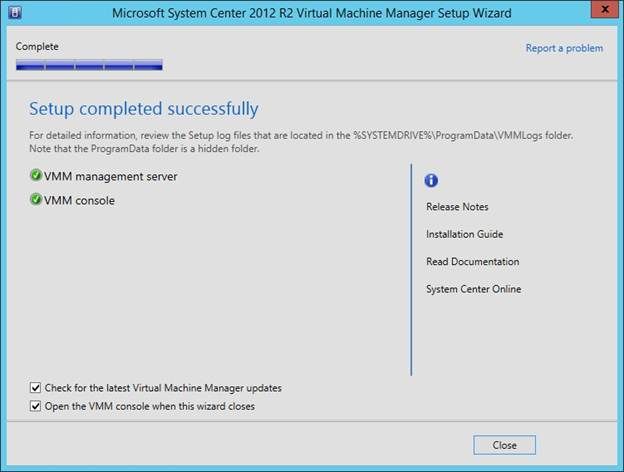 Microsoft System Center 2012 R2 Virtual Machine Manager Setup Wizard
x
Complete
Report a problem
Setup completed successfully
For detailed information, review the Setup log files that are located in the %SYSTEMDRIVE%\ProgramData\VMMLogs folder.
Note that the ProgramData folder is a hidden folder.
VMM management server
VMM console
Release Notes
Installation Guide
Read Documentation
System Center Online
Check for the latest Virtual Machine Manager updates
Open the VMM console when this wizard closes
Close